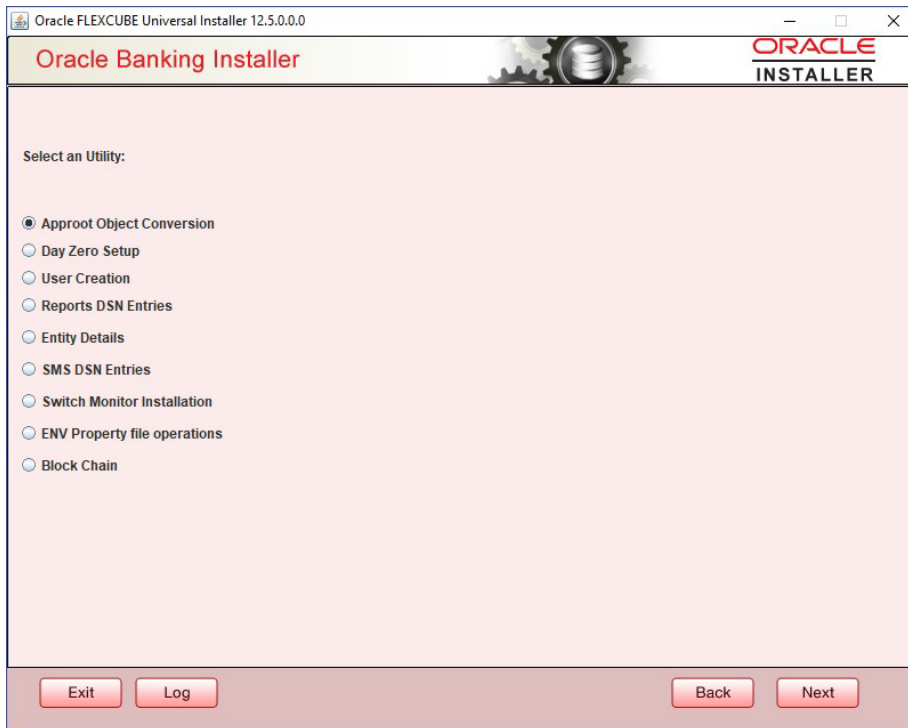 Oracle FLEXCUBE Universal Installer 12.5.0.0.0
Oracle Banking Installer
ORACLE
INSTALLER
Select an Utility:
Approot Object Conversion
Day Zero Setup
User Creation
Reports DSN Entries
Entity Details
SMS DSN Entries
Switch Monitor Installation
ENV Property file operations
Block Chain
Exit Log Back Next